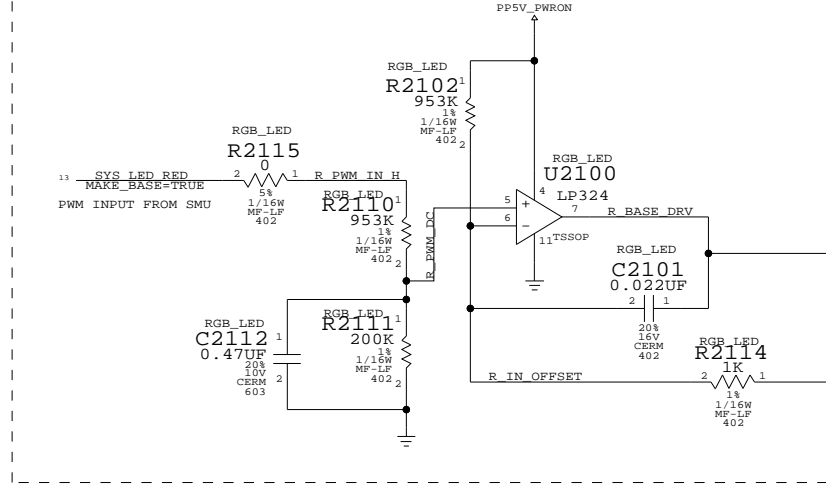 PP5V_PWRON
RGB_LED
R2102
1
953K
1%
1/16W
MF-LF
402
2
RGB_LED
R2115
0
13
SYS_LED_RED
2
1
R_PWM_IN_H
MAKE_BASE=TRUE
5%
1/16W
MF-LF
402
PWM INPUT FROM SMU
RGB_LED
R2110
1
953K
1%
1/16W
MF-LF
402
2
R_PWM_DC
RGB_LED
U2100
4
LP324
5
+
6
-
7
R_BASE_DRV
11
TSSOP
RGB_LED
C2101
0.022UF
2
1
20%
16V
CERM
402
RGB_LED
C2112
1
0.47UF
20%
10V
CERM
603
2
RGB_LED
R2111
1
200K
1%
1/16W
MF-LF
402
2
RGB_LED
R2114
1K
R_IN_OFFSET
2
1
1%
1/16W
MF-LF
402